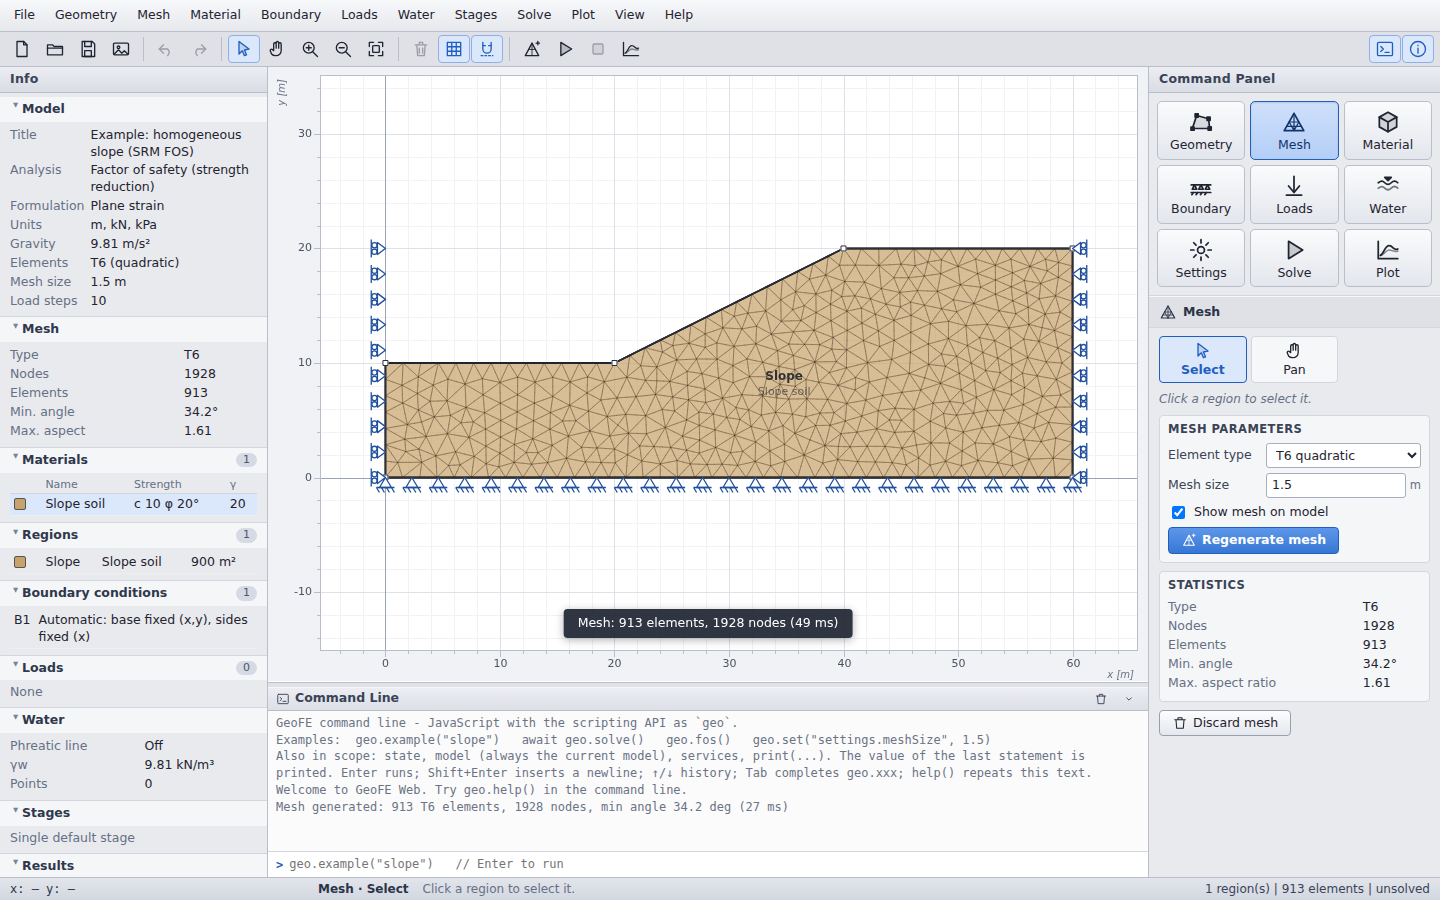 File Geometry Mesh Material Boundary Loads Water Stages Solve Plot View Help
Info
Model
Title Example: homogeneous slope (SRM FOS)
Analysis Factor of safety (strength reduction)
Formulation Plane strain
Units m, kN, kPa
Gravity 9.81 m/s²
Elements T6 (quadratic)
Mesh size 1.5 m
Load steps 10
Mesh
Type T6
Nodes 1928
Elements 913
Min. angle 34.2°
Max. aspect 1.61
Materials 1
Name Strength γ
Slope soil c 10 φ 20° 20
Regions 1
Slope Slope soil 900 m²
Boundary conditions 1
B1 Automatic: base fixed (x,y), sides fixed (x)
Loads 0
None
Water
Phreatic line Off
γw 9.81 kN/m³
Points 0
Stages
Single default stage
Results
y [m]
30
20
10
0
-10
Slope
Slope soil
Mesh: 913 elements, 1928 nodes (49 ms)
0 10 20 30 40 50 60
x [m]
Command Line
GeoFE command line - JavaScript with the scripting API as `geo`.
Examples: geo.example("slope") await geo.solve() geo.fos() geo.set("settings.meshSize", 1.5)
Also in scope: state, model (always the current model), services, print(...). The value of the last statement is
printed. Enter runs; Shift+Enter inserts a newline; ↑/↓ history; Tab completes geo.xxx; help() repeats this text.
Welcome to GeoFE Web. Try geo.help() in the command line.
Mesh generated: 913 T6 elements, 1928 nodes, min angle 34.2 deg (27 ms)
> geo.example("slope") // Enter to run
Command Panel
Geometry Mesh Material
Boundary Loads Water
Settings Solve Plot
Mesh
Select Pan
Click a region to select it.
MESH PARAMETERS
Element type T6 quadratic
Mesh size 1.5 m
Show mesh on model
Regenerate mesh
STATISTICS
Type T6
Nodes 1928
Elements 913
Min. angle 34.2°
Max. aspect ratio 1.61
Discard mesh
x: — y: — Mesh · Select Click a region to select it. 1 region(s) | 913 elements | unsolved